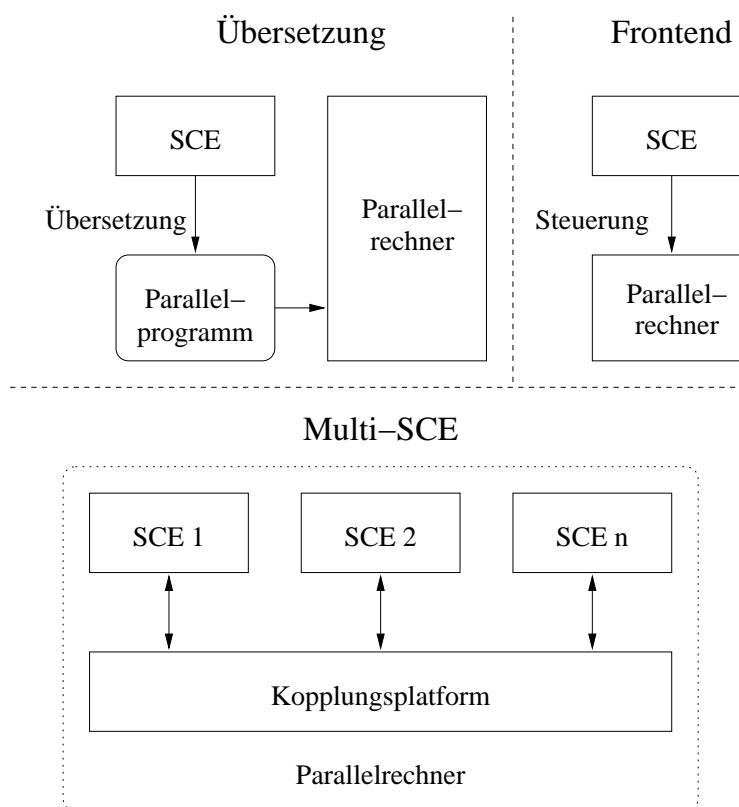 Übersetzung
SCE
Übersetzung
Parallel–
programm
Parallel–
rechner
Frontend
SCE
Steuerung
Parallel–
rechner
Multi–SCE
SCE 1
SCE 2
SCE n
Kopplungsplatform
Parallelrechner